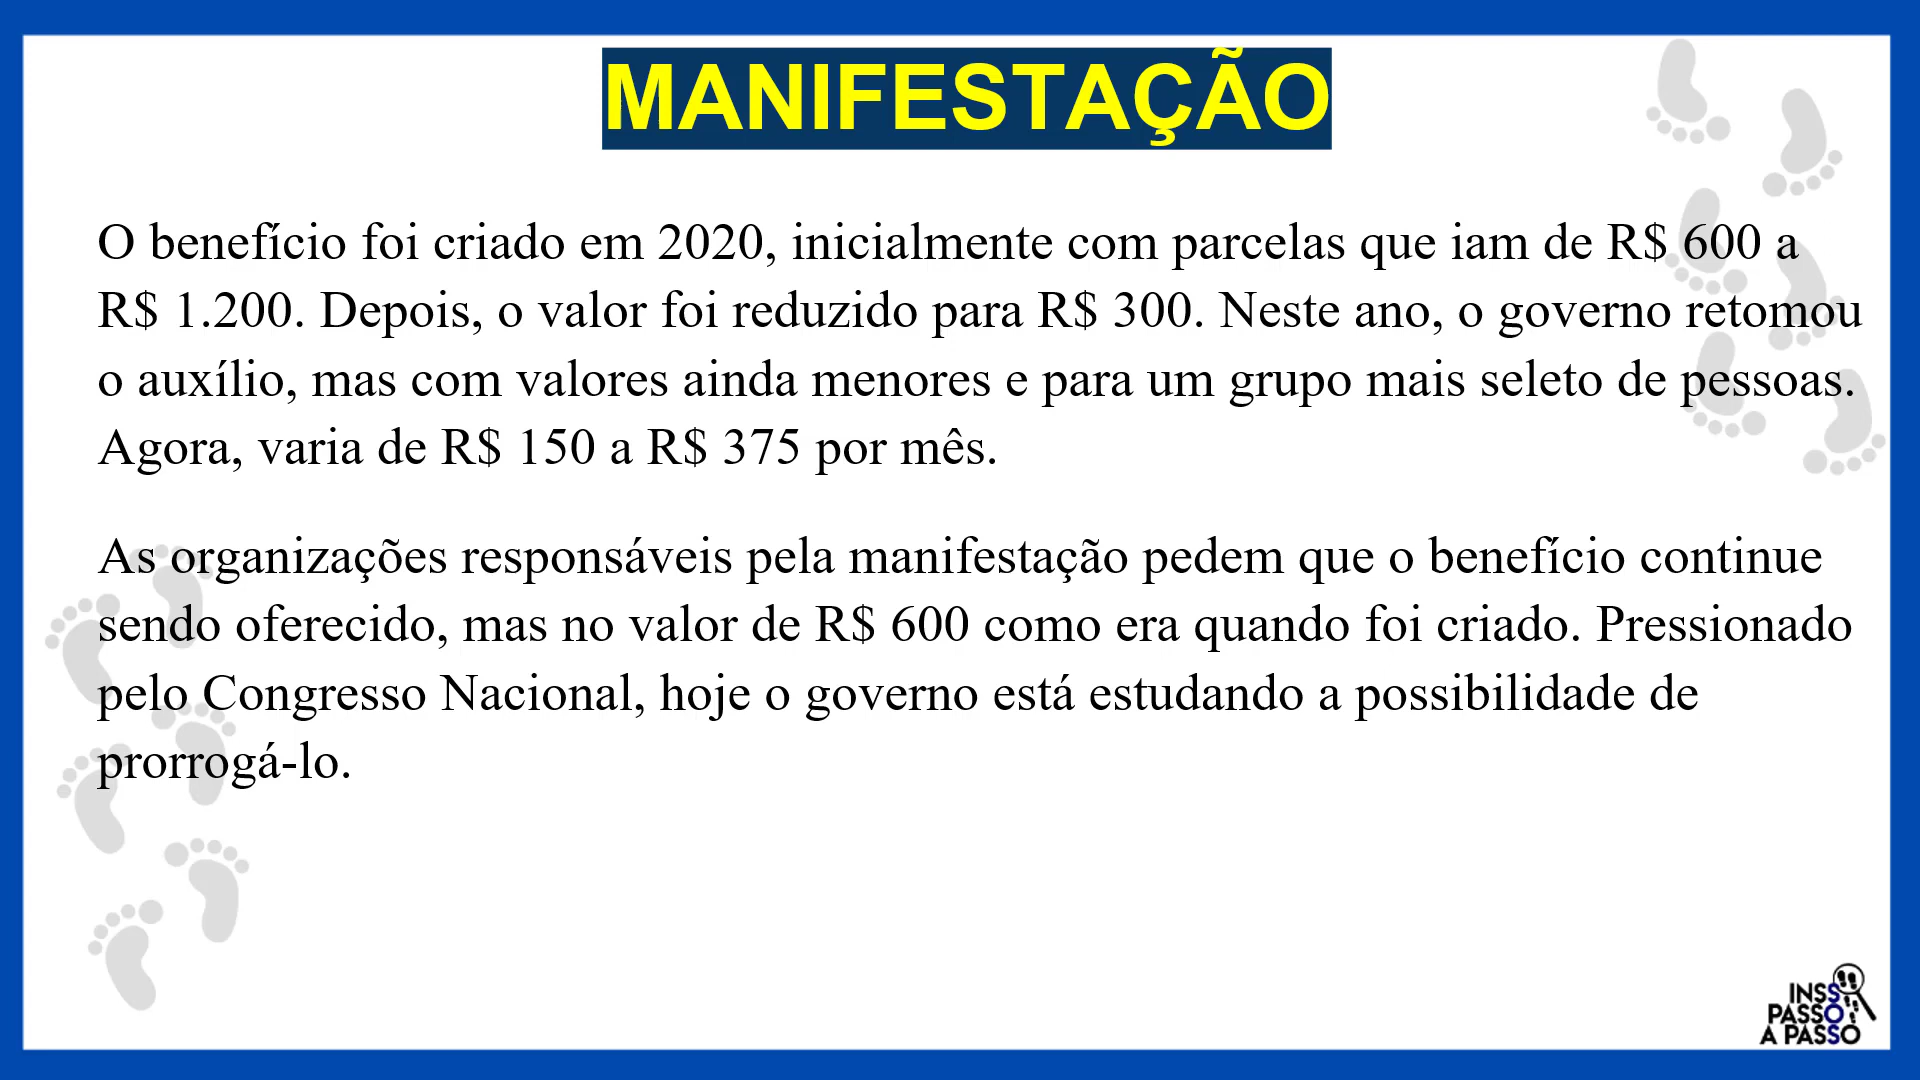 MANIFESTAÇÃO
O benefício foi criado em 2020, inicialmente com parcelas que iam de R$ 600 a
R$ 1.200. Depois, o valor foi reduzido para R$ 300. Neste ano, o governo retomou
o auxílio, mas com valores ainda menores e para um grupo mais seleto de pessoas.
Agora, varia de R$ 150 a R$ 375 por mês.
As organizações responsáveis pela manifestação pedem que o benefício continue
sendo oferecido, mas no valor de R$ 600 como era quando foi criado. Pressionado
pelo Congresso Nacional, hoje o governo está estudando a possibilidade de
prorrogá-lo.
INSS
PASSO
A PASSO